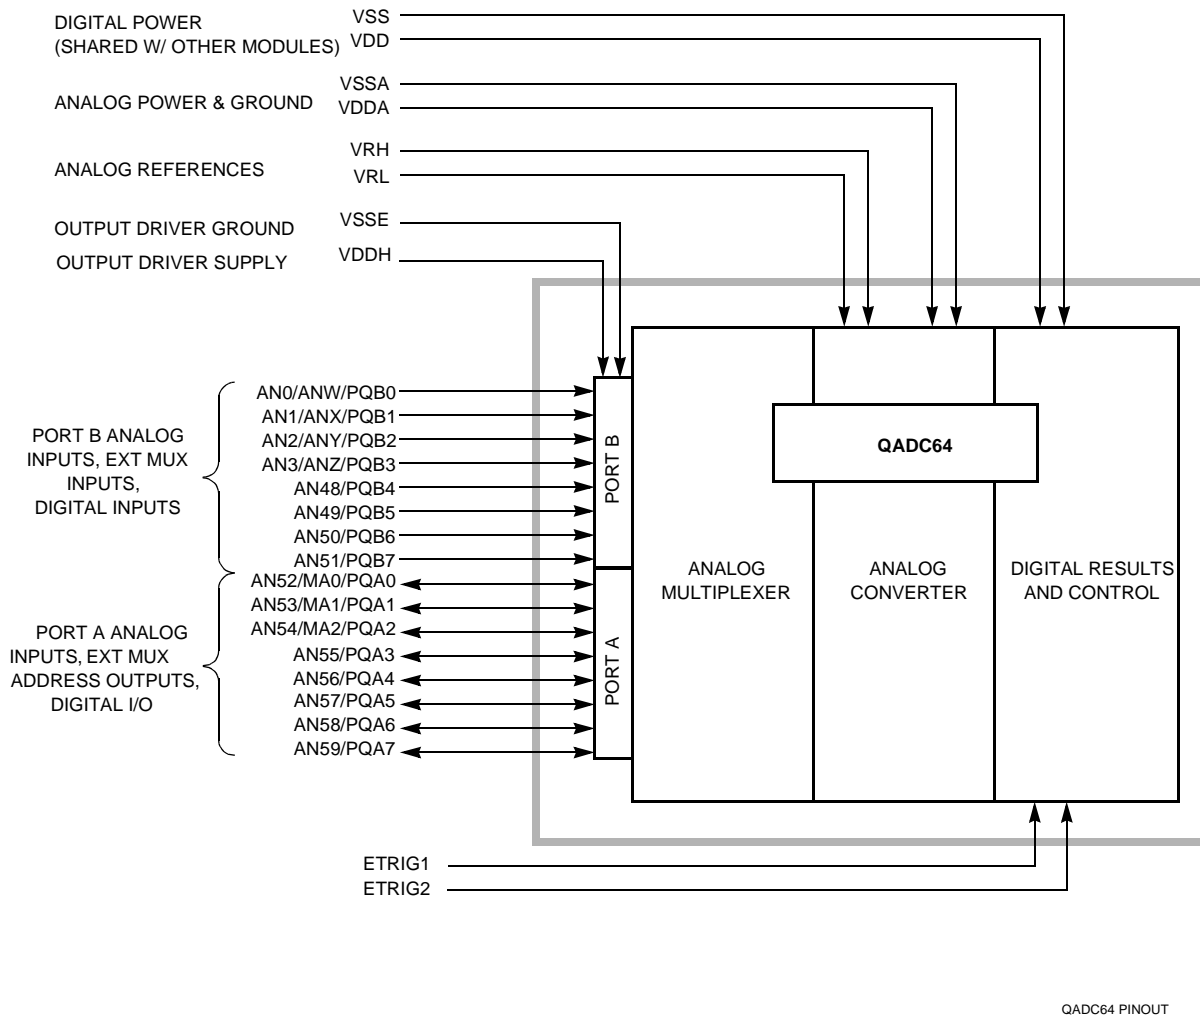 DIGITAL POWER
(SHARED W/ OTHER MODULES)
VSS
VDD
ANALOG POWER & GROUND
VSSA
VDDA
ANALOG REFERENCES
VRH
VRL
OUTPUT DRIVER GROUND
VSSE
OUTPUT DRIVER SUPPLY
VDDH
PORT B ANALOG
INPUTS, EXT MUX
INPUTS,
DIGITAL INPUTS
AN0/ANW/PQB0
AN1/ANX/PQB1
AN2/ANY/PQB2
AN3/ANZ/PQB3
AN48/PQB4
AN49/PQB5
AN50/PQB6
AN51/PQB7
PORT A ANALOG
INPUTS, EXT MUX
ADDRESS OUTPUTS,
DIGITAL I/O
AN52/MA0/PQA0
AN53/MA1/PQA1
AN54/MA2/PQA2
AN55/PQA3
AN56/PQA4
AN57/PQA5
AN58/PQA6
AN59/PQA7
PORT B
PORT A
QADC64
ANALOG
MULTIPLEXER
ANALOG
CONVERTER
DIGITAL RESULTS
AND CONTROL
ETRIG1
ETRIG2
QADC64 PINOUT